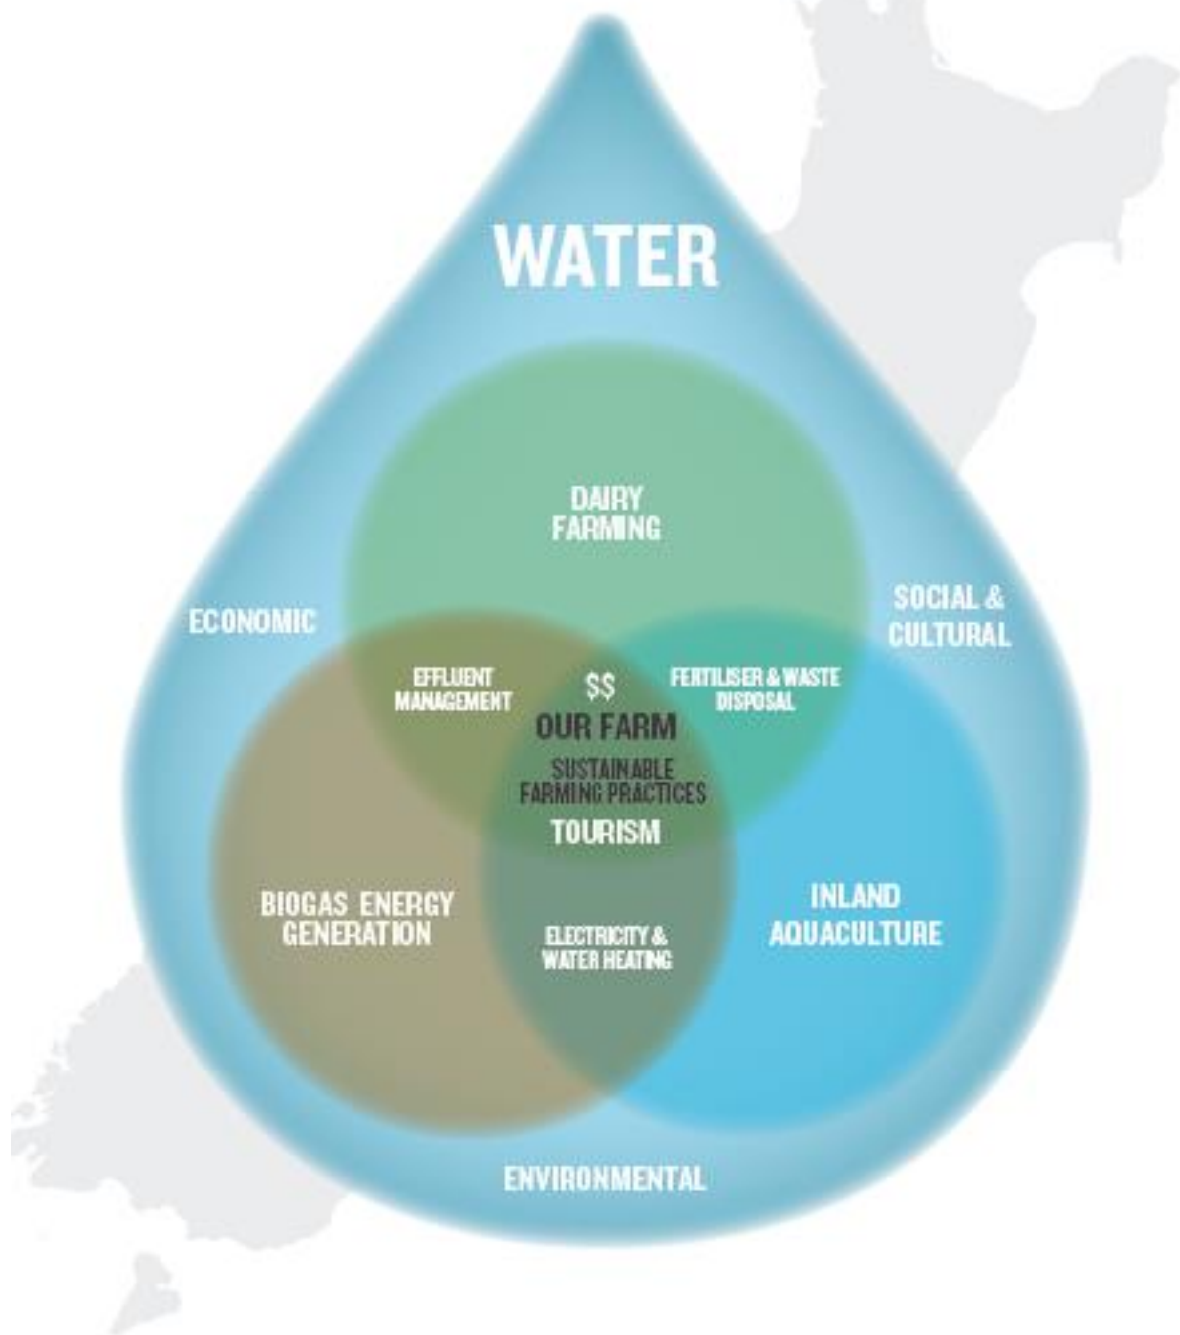 WATER
DAIRY
FARMING
ECONOMIC
SOCIAL &
CULTURAL
EFFLUENT
MANAGEMENT
$$
FERTILISER & WASTE
DISPOSAL
OUR FARM
SUSTAINABLE
FARMING PRACTICES
TOURISM
BIOGAS ENERGY
GENERATION
ELECTRICITY &
WATER HEATING
INLAND
AQUACULTURE
ENVIRONMENTAL